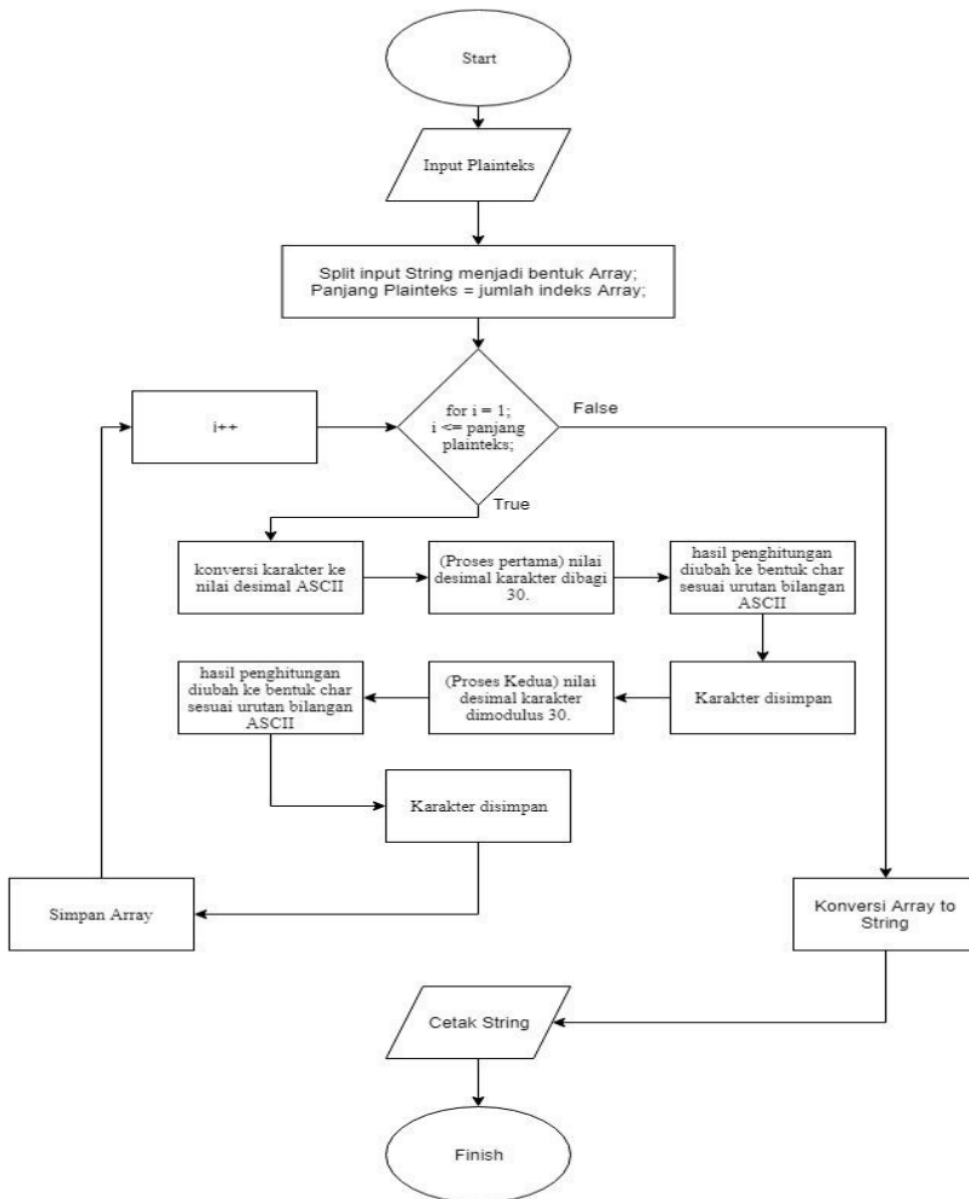 Start
Input Plainteks
Split input String menjadi bentuk Array;
Panjang Plainteks = jumlah indeks Array;
i++
for i = 1;
i <= panjang
plainteks;
False
True
konversi karakter ke
nilai desimal ASCII
(Proses pertama) nilai
desimal karakter dibagi
30.
hasil penghitungan
diubah ke bentuk char
sesuai urutan bilangan
ASCII
Karakter disimpan
(Proses Kedua) nilai
desimal karakter
dimodulus 30.
hasil penghitungan
diubah ke bentuk char
sesuai urutan bilangan
ASCII
Karakter disimpan
Simpan Array
Konversi Array to
String
Cetak String
Finish